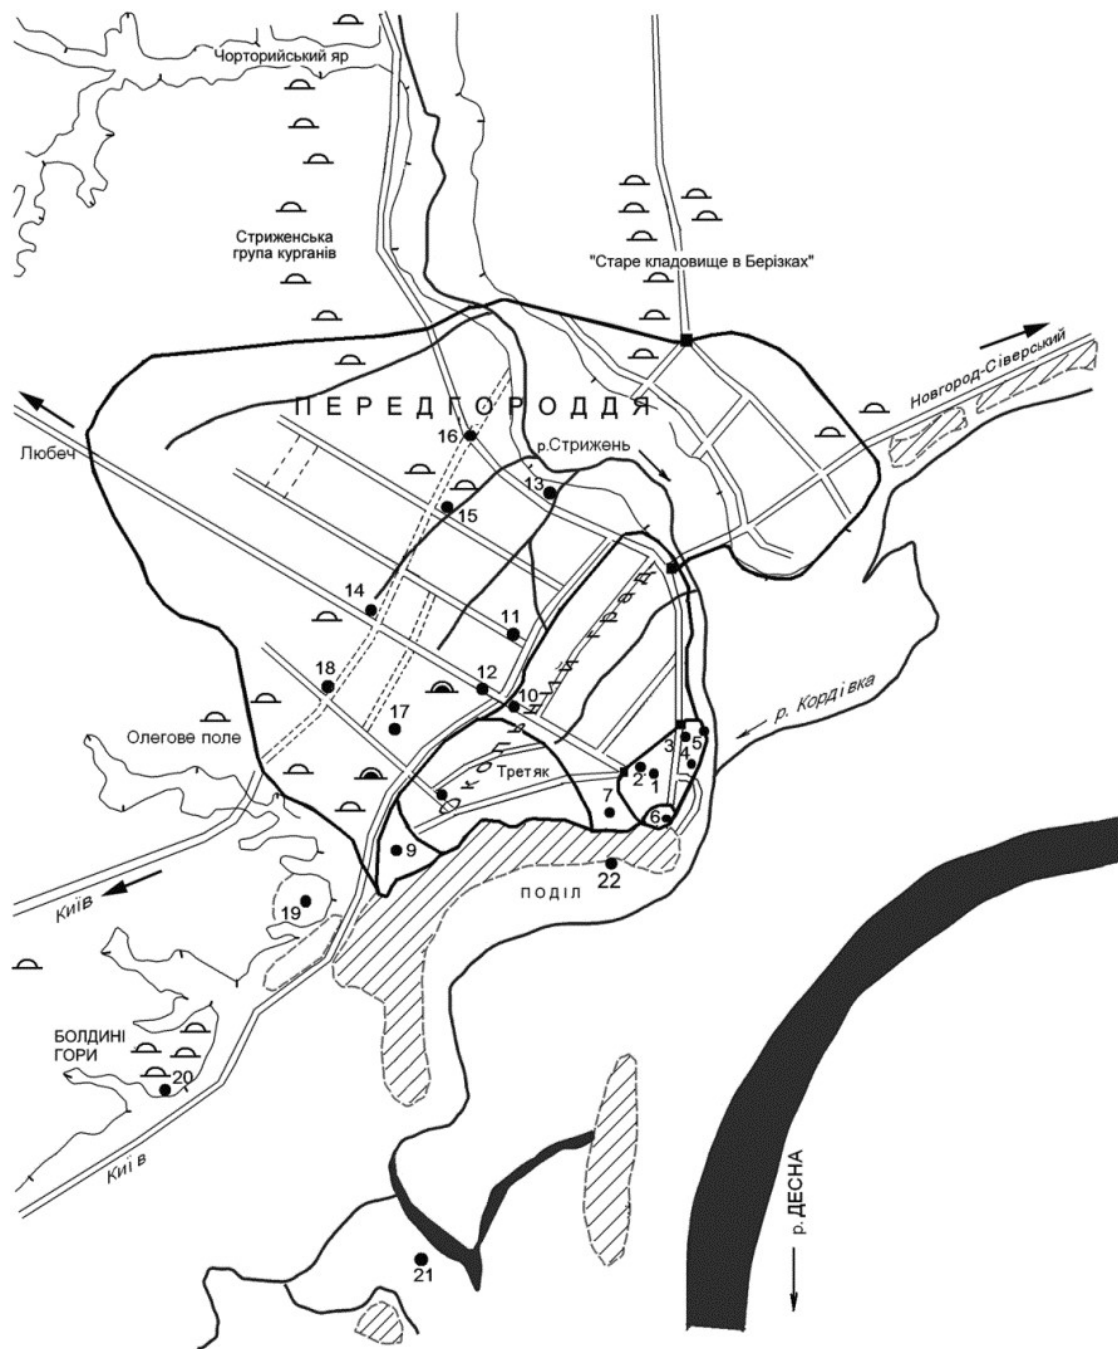 Чорторийський яр
Стриженська
група курганів
"Старе кладовище в Берізках"
Новгород-Сіверський
ПЕРЕДГОРОДДЯ
Любеч
16
р.Стрижень
13
15
14
11
18
12
10
Окольний град
р. Кордівка
17
Олегове поле
3
5
4
Третяк
2
1
7
6
9
22
ПОДІЛ
Київ
19
БОЛДИНІ
ГОРИ
20
Київ
р. ДЕСНА
21